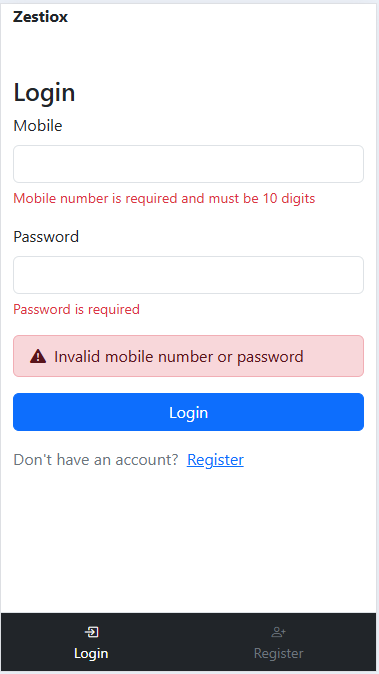 Zestiox
Login
Mobile
Mobile number is required and must be 10 digits
Password
Password is required
Invalid mobile number or password
Login
Don't have an account? Register
Login Register